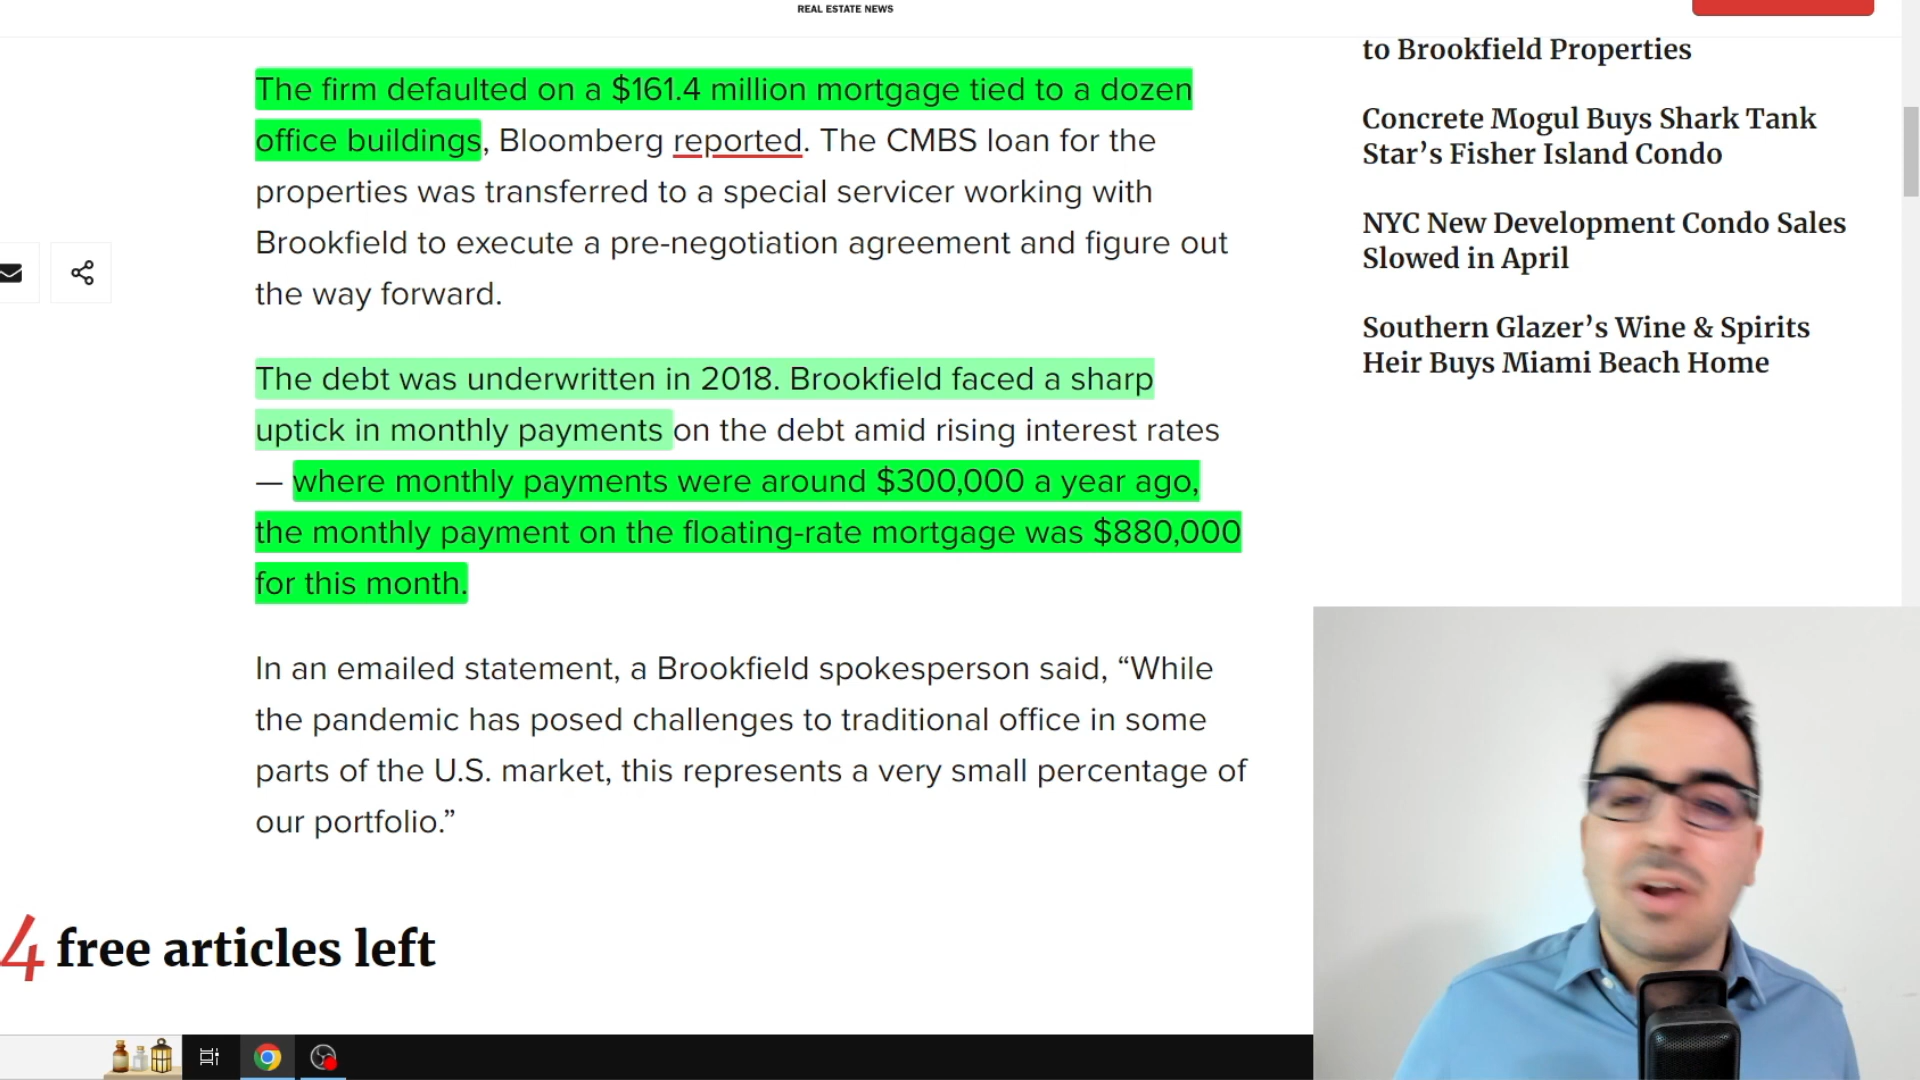 REAL ESTATE NEWS
The firm defaulted on a $161.4 million mortgage tied to a dozen
office buildings, Bloomberg reported. The CMBS loan for the
properties was transferred to a special servicer working with
Brookfield to execute a pre-negotiation agreement and figure out
the way forward.
The debt was underwritten in 2018. Brookfield faced a sharp
uptick in monthly payments on the debt amid rising interest rates
— where monthly payments were around $300,000 a year ago,
the monthly payment on the floating-rate mortgage was $880,000
for this month.
In an emailed statement, a Brookfield spokesperson said, “While
the pandemic has posed challenges to traditional office in some
parts of the U.S. market, this represents a very small percentage of
our portfolio.”
4 free articles left
to Brookfield Properties
Concrete Mogul Buys Shark Tank
Star’s Fisher Island Condo
NYC New Development Condo Sales
Slowed in April
Southern Glazer’s Wine & Spirits
Heir Buys Miami Beach Home